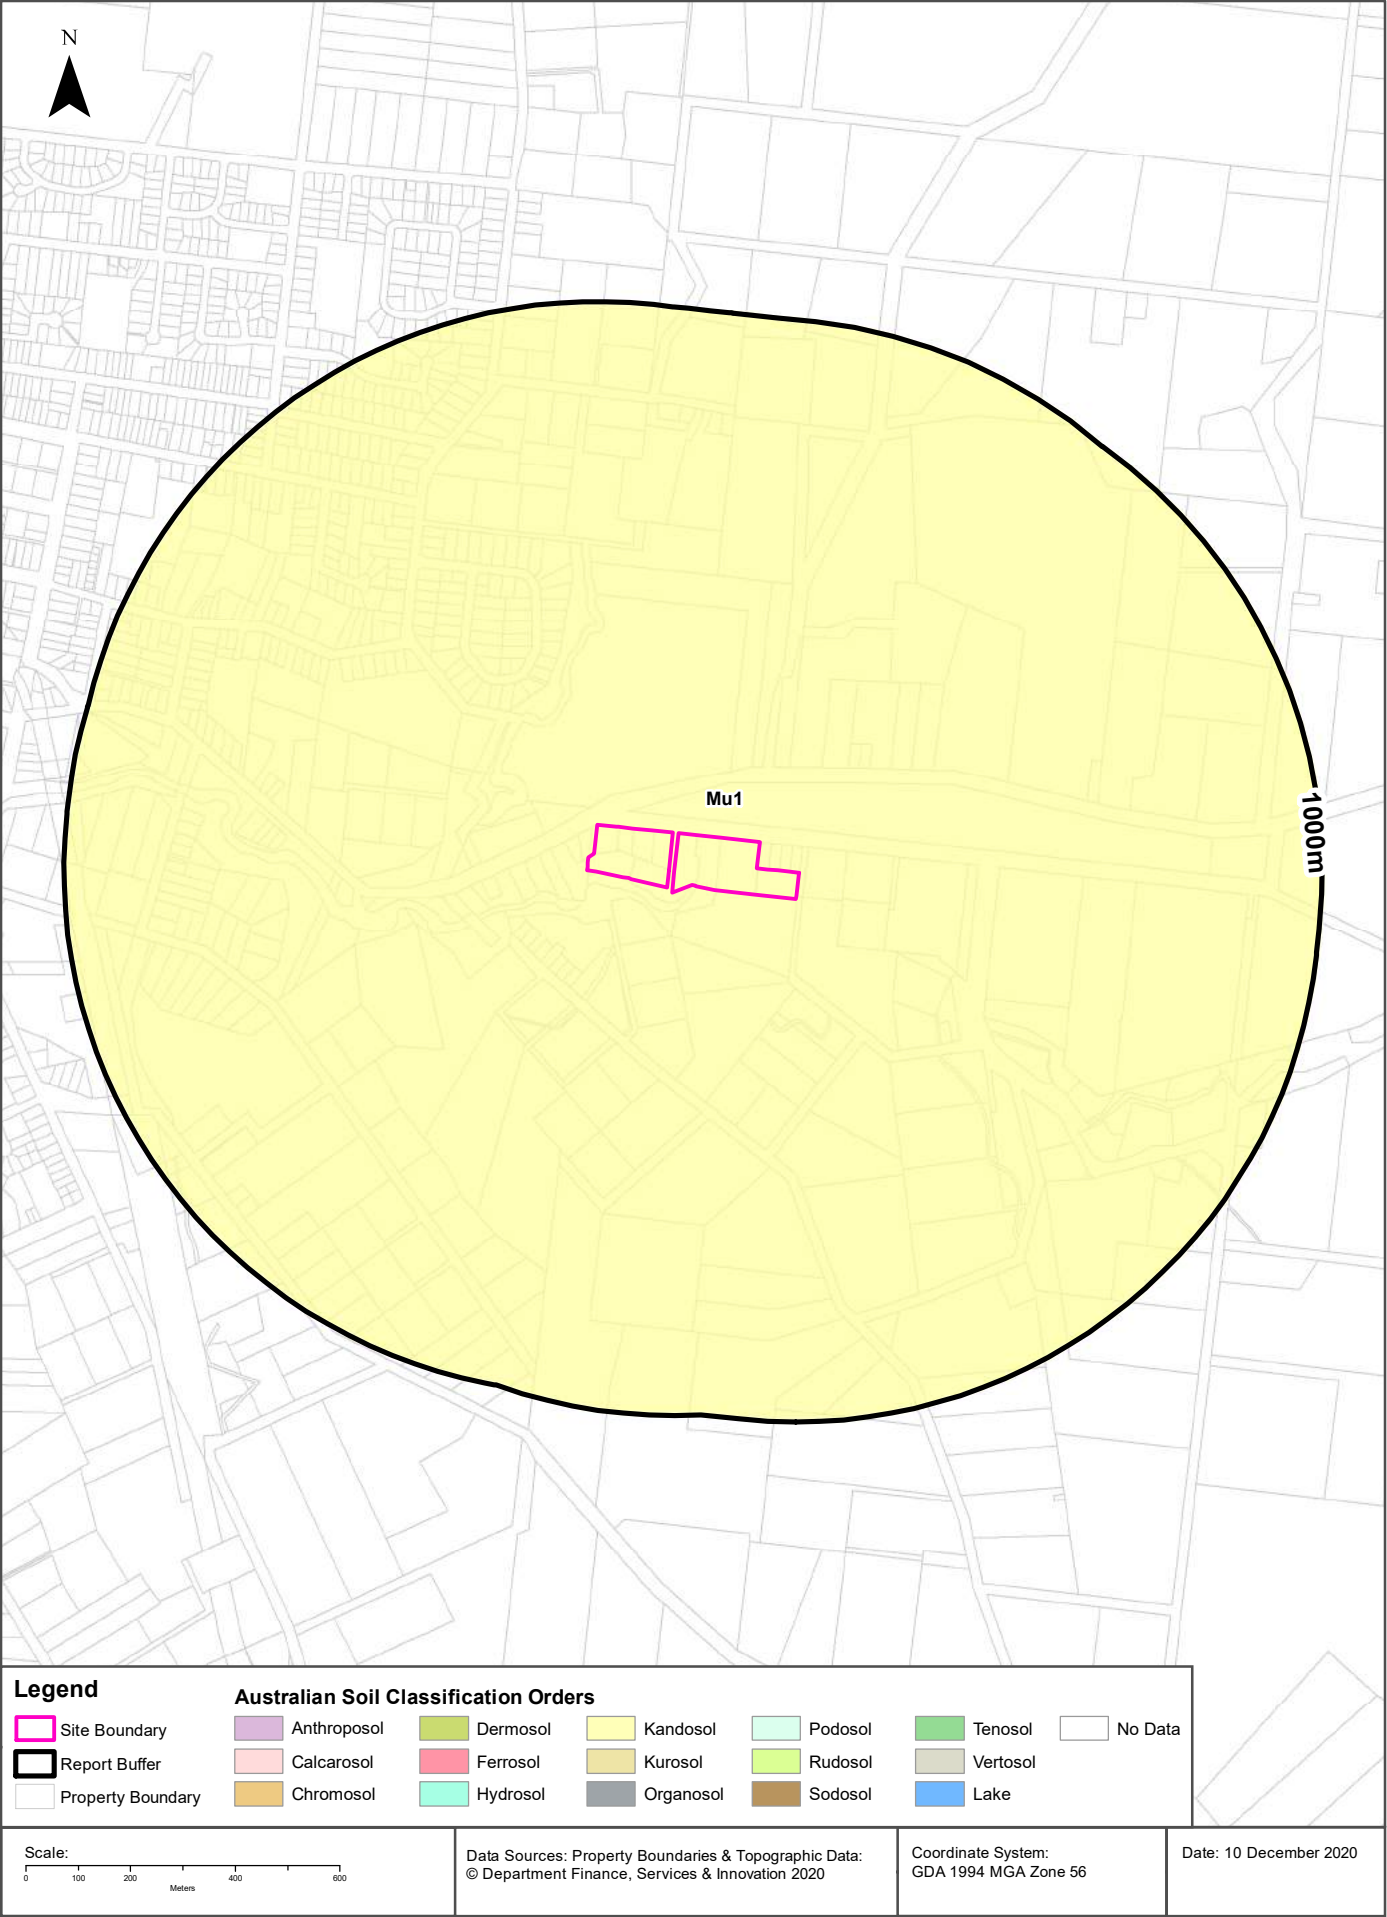 N
Mu1
1000m
Legend
Site Boundary
Report Buffer
Property Boundary
Australian Soil Classification Orders
Anthroposol
Calcarosol
Chromosol
Dermosol
Ferrosol
Hydrosol
Kandosol
Kurosol
Organosol
Podosol
Rudosol
Sodosol
Tenosol
Vertosol
Lake
No Data
Scale:
0 100 200 400 600
Meters
Data Sources: Property Boundaries & Topographic Data:
© Department Finance, Services & Innovation 2020
Coordinate System:
GDA 1994 MGA Zone 56
Date: 10 December 2020